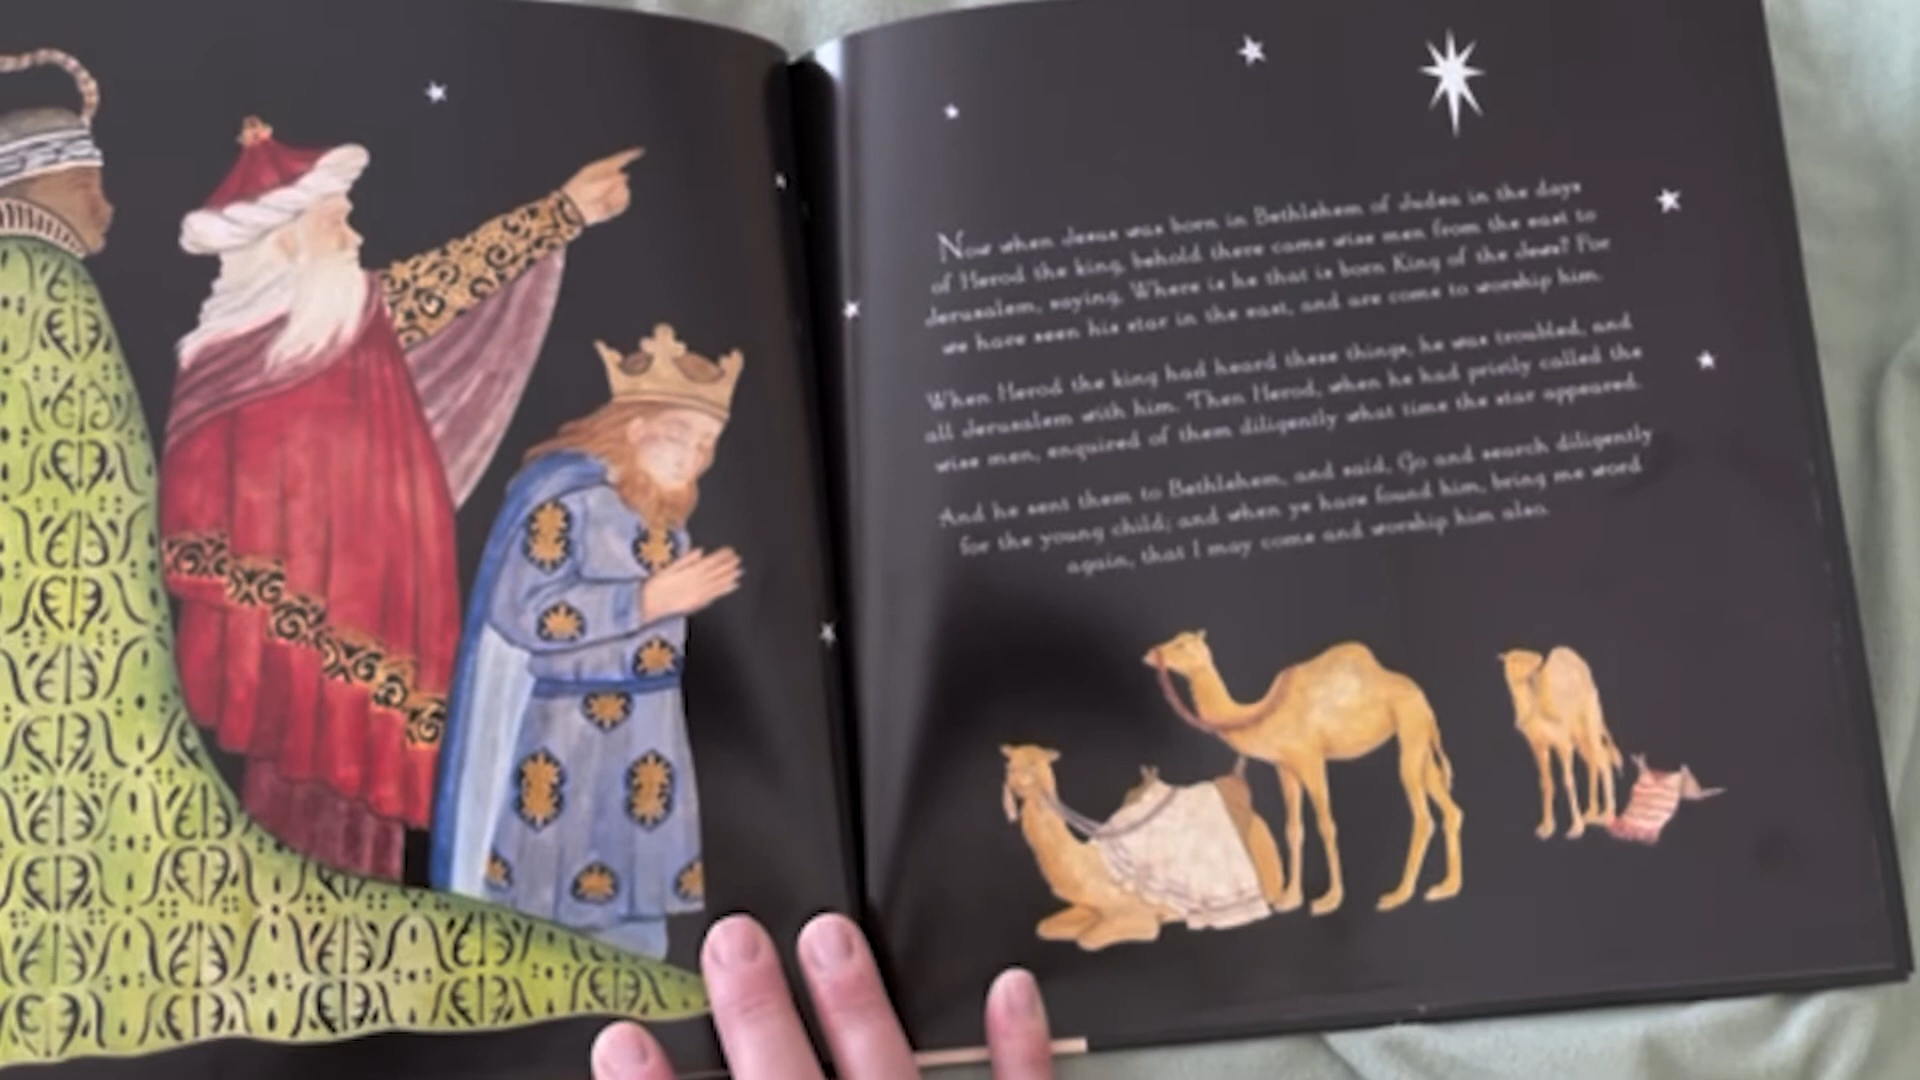 Now when Jesus was born in Bethlehem of Judea in the days
of Herod the king, behold there came wise men from the east to
Jerusalem, saying, Where is he that is born King of the Jews? For
we have seen his star in the east, and are come to worship him.
When Herod the king had heard these things, he was troubled, and
all Jerusalem with him. Then Herod, when he had privily called the
wise men, enquired of them diligently what time the star appeared.
And he sent them to Bethlehem, and said, Go and search diligently
for the young child; and when ye have found him, bring me word
again, that I may come and worship him also.